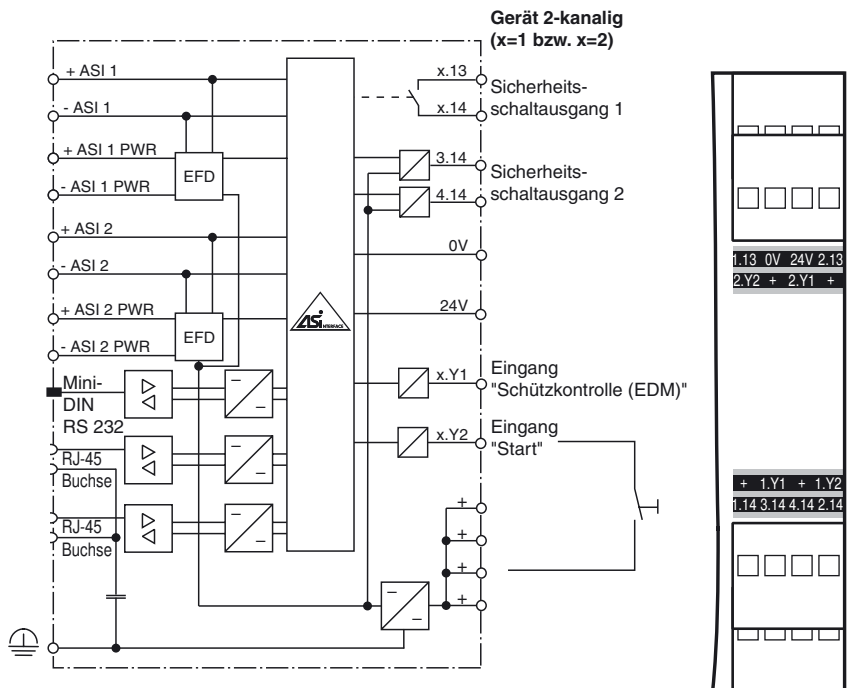 Gerät 2-kanalig
(x=1 bzw. x=2)
+ ASI 1
- ASI 1
+ ASI 1 PWR
- ASI 1 PWR
EFD
+ ASI 2
- ASI 2
+ ASI 2 PWR
- ASI 2 PWR
EFD
Mini-
DIN
RS 232
RJ-45
Buchse
RJ-45
Buchse
ASi
INTERFACE
x.13
x.14
Sicherheits-
schaltausgang 1
3.14
4.14
Sicherheits-
schaltausgang 2
0V
24V
x.Y1
Eingang
"Schützkontrolle (EDM)"
x.Y2
Eingang
"Start"
+
+
+
+
1.13 0V 24V 2.13
2.Y2 + 2.Y1 +
+ 1.Y1 + 1.Y2
1.14 3.14 4.14 2.14